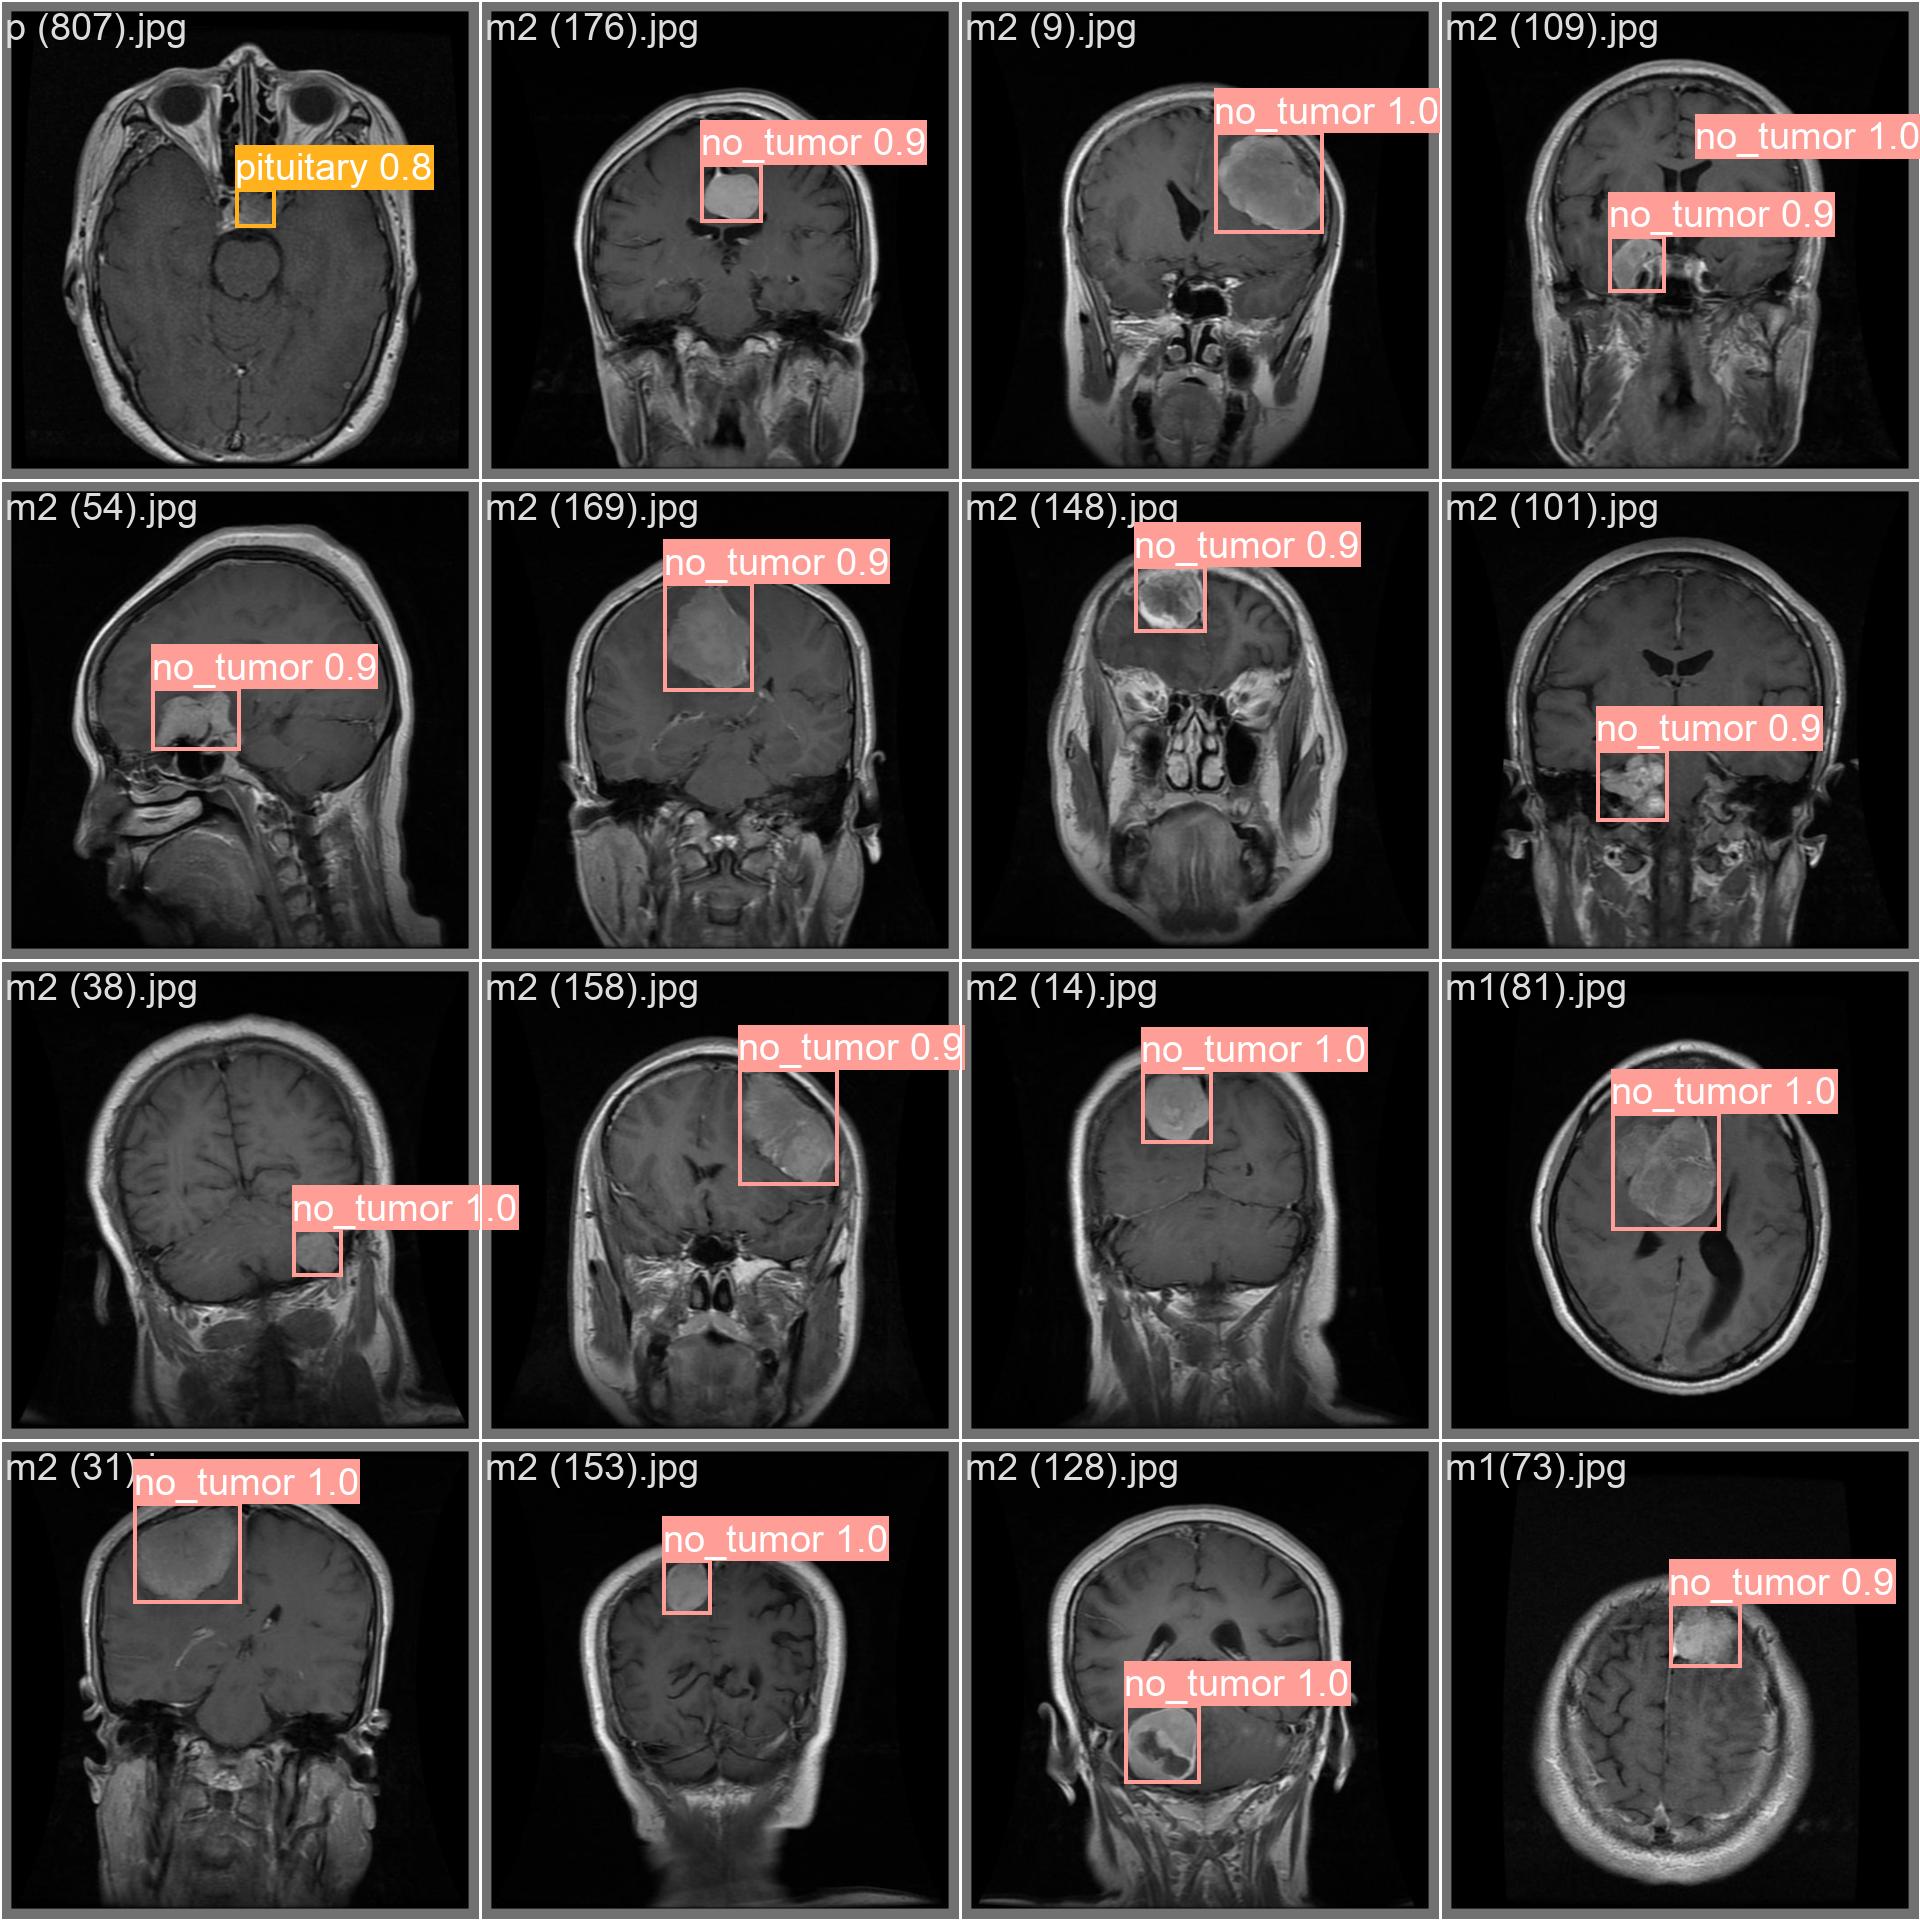 p (807).jpg
pituitary 0.8
m2 (176).jpg
no_tumor 0.9
m2 (9).jpg
no_tumor 1.0
m2 (109).jpg
no_tumor 1.0
no_tumor 0.9
m2 (54).jpg
no_tumor 0.9
m2 (169).jpg
no_tumor 0.9
m2 (148).jpg
no_tumor 0.9
m2 (101).jpg
no_tumor 0.9
m2 (38).jpg
no_tumor 1.0
m2 (158).jpg
no_tumor 0.9
m2 (14).jpg
no_tumor 1.0
m1(81).jpg
no_tumor 1.0
m2 (31)
no_tumor 1.0
m2 (153).jpg
no_tumor 1.0
m2 (128).jpg
no_tumor 1.0
m1(73).jpg
no_tumor 0.9